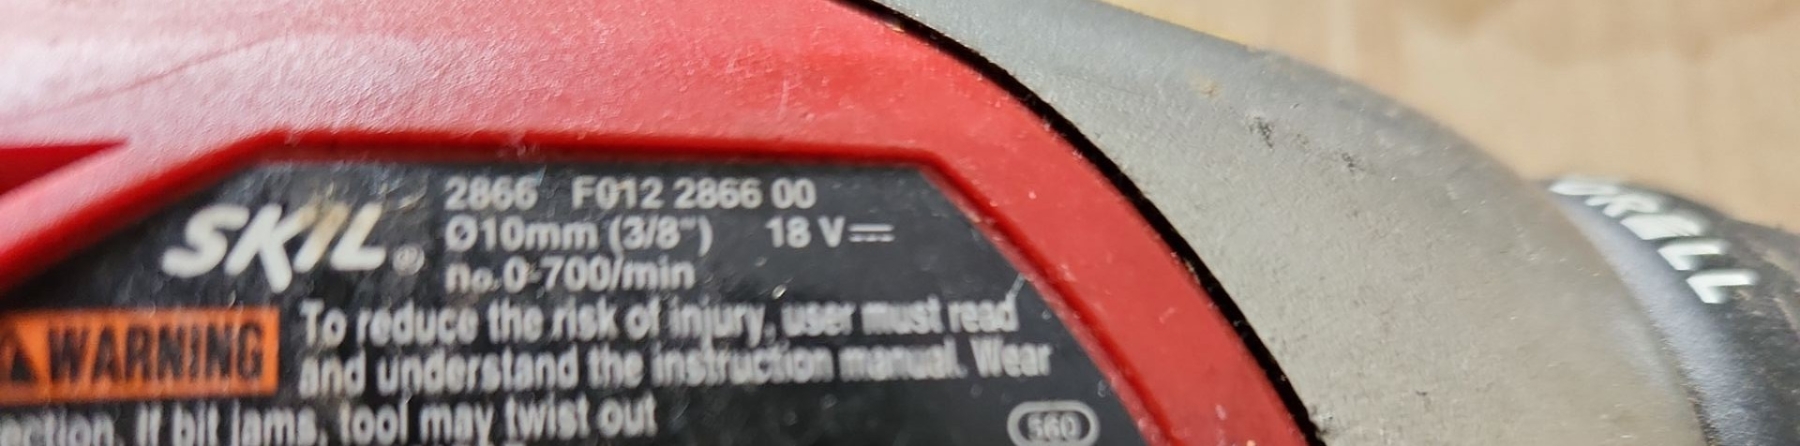 SKIL®
2866 F012 2866 00
Ø10mm (3/8") 18 V⎓
no.0-700/min
WARNING To reduce the risk of injury, user must read
and understand the instruction manual. Wear
ection. If bit jams, tool may twist out
560